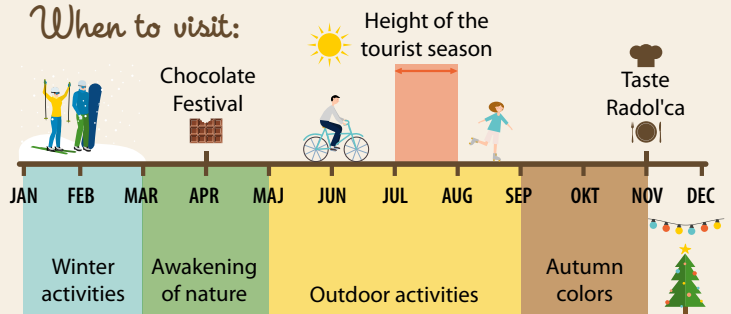 When to visit:
Height of the
tourist season
Chocolate
Festival
Taste
Radol'ca
JAN FEB MAR APR MAJ JUN JUL AUG SEP OKT NOV DEC
Winter
activities
Awakening
of nature
Outdoor activities
Autumn
colors